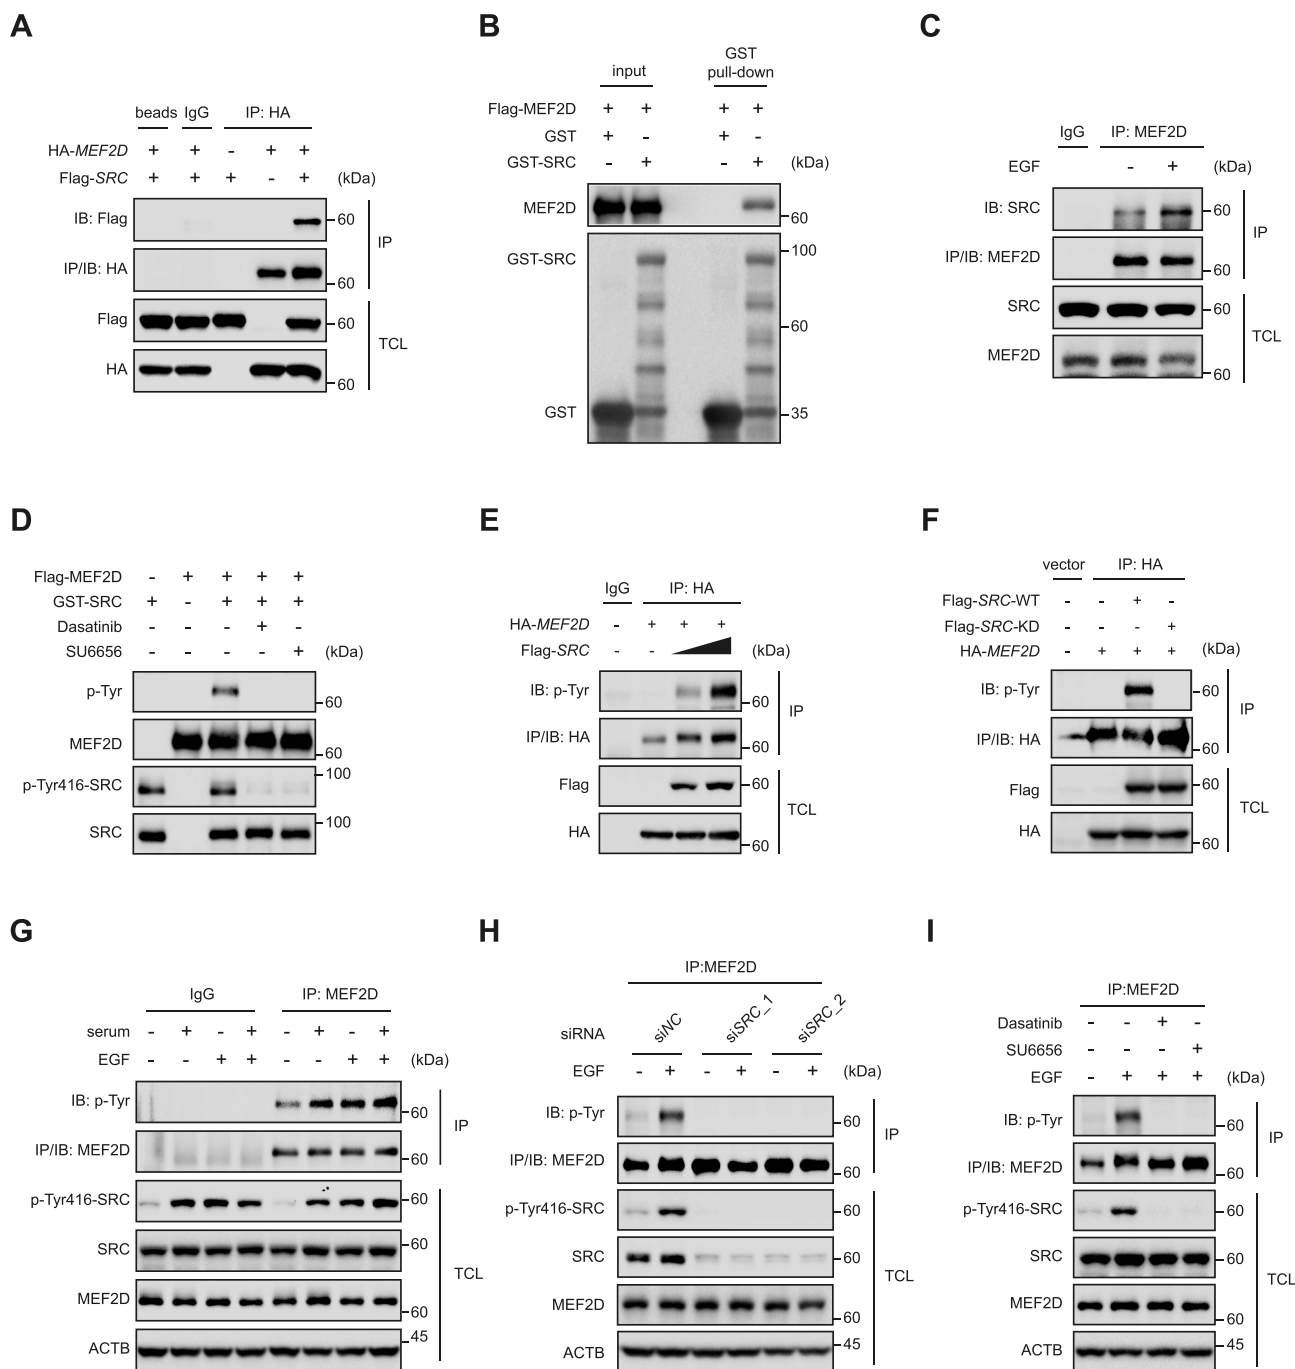 A
beads IgG IP: HA
HA-MEF2D + + - + +
Flag-SRC + + + - + (kDa)
IB: Flag 60
IP/IB: HA 60
IP
Flag 60
HA 60
TCL
B
input GST pull-down
Flag-MEF2D + + + +
GST + - + -
GST-SRC - + - + (kDa)
MEF2D 60
GST-SRC 100
60
GST 35
C
IgG IP: MEF2D
EGF - + (kDa)
IB: SRC 60
IP/IB: MEF2D 60
IP
SRC 60
MEF2D 60
TCL
D
Flag-MEF2D - + + + +
GST-SRC + - + + +
Dasatinib - - - + -
SU6656 - - - - + (kDa)
p-Tyr 60
MEF2D 60
p-Tyr416-SRC 100
SRC 100
E
IgG IP: HA
HA-MEF2D - + + +
Flag-SRC - - (kDa)
IB: p-Tyr 60
IP/IB: HA 60
IP
Flag 60
HA 60
TCL
F
vector IP: HA
Flag-SRC-WT - - + -
Flag-SRC-KD - - - +
HA-MEF2D - + + + (kDa)
IB: p-Tyr 60
IP/IB: HA 60
IP
Flag 60
HA 60
TCL
G
IgG IP: MEF2D
serum - + - + - + - +
EGF - - + + - - + + (kDa)
IB: p-Tyr 60
IP/IB: MEF2D 60
IP
p-Tyr416-SRC 60
SRC 60
MEF2D 60
ACTB 45
TCL
H
IP:MEF2D
siRNA siNC siSRC_1 siSRC_2
EGF - + - + - + (kDa)
IB: p-Tyr 60
IP/IB: MEF2D 60
IP
p-Tyr416-SRC 60
SRC 60
MEF2D 60
ACTB 45
TCL
I
IP:MEF2D
Dasatinib - - + -
SU6656 - - - +
EGF - + + + (kDa)
IB: p-Tyr 60
IP/IB: MEF2D 60
IP
p-Tyr416-SRC 60
SRC 60
MEF2D 60
ACTB 45
TCL